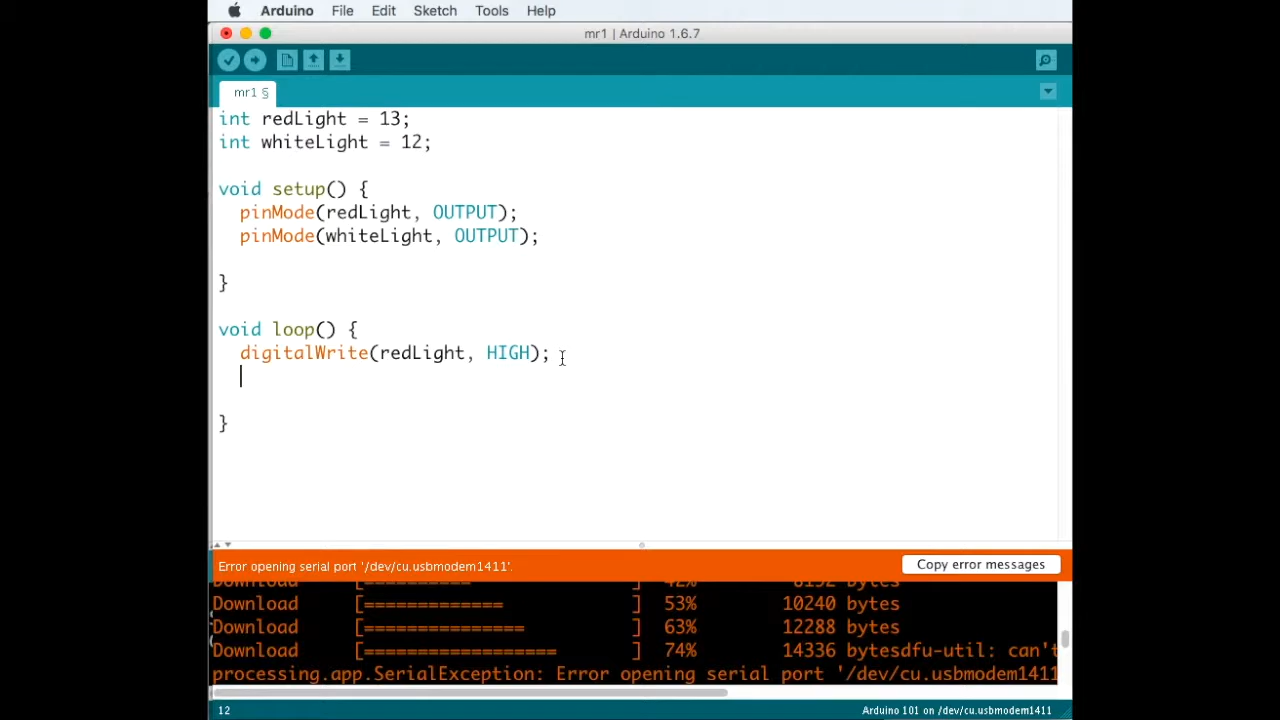 Arduino File Edit Sketch Tools Help
mr1 | Arduino 1.6.7
mr1 §
int redLight = 13;
int whiteLight = 12;
void setup() {
pinMode(redLight, OUTPUT);
pinMode(whiteLight, OUTPUT);
}
void loop() {
digitalWrite(redLight, HIGH);
}
Error opening serial port '/dev/cu.usbmodem1411'. Copy error messages
Download [========== ] 42% 8192 bytes
Download [============= ] 53% 10240 bytes
Download [=============== ] 63% 12288 bytes
Download [================== ] 74% 14336 bytesdfu-util: can't
processing.app.SerialException: Error opening serial port '/dev/cu.usbmodem1411
12 Arduino 101 on /dev/cu.usbmodem1411